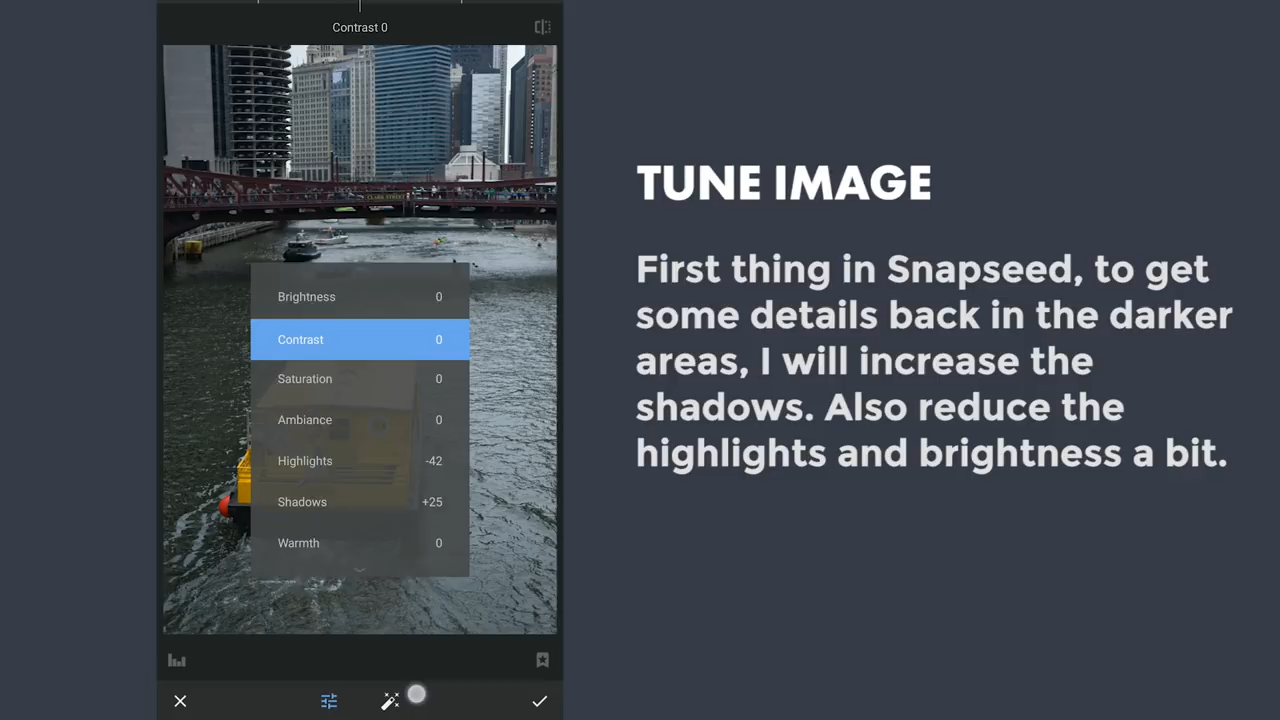 Contrast 0
CLARK STREET
Brightness 0
Contrast 0
Saturation 0
Ambiance 0
Highlights -42
Shadows +25
Warmth 0
TUNE IMAGE
First thing in Snapseed, to get
some details back in the darker
areas, I will increase the
shadows. Also reduce the
highlights and brightness a bit.